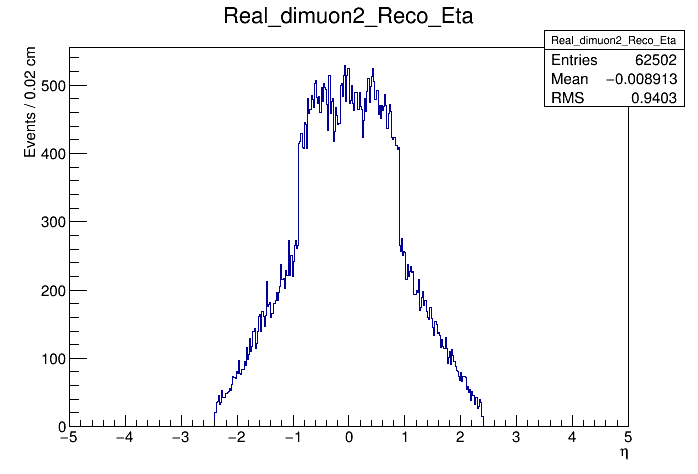 Real_dimuon2_Reco_Eta
Real_dimuon2_Reco_Eta
Entries 62502
Mean −0.008913
RMS 0.9403
Events / 0.02 cm
500
400
300
200
100
0
−5 −4 −3 −2 −1 0 1 2 3 4 5
η